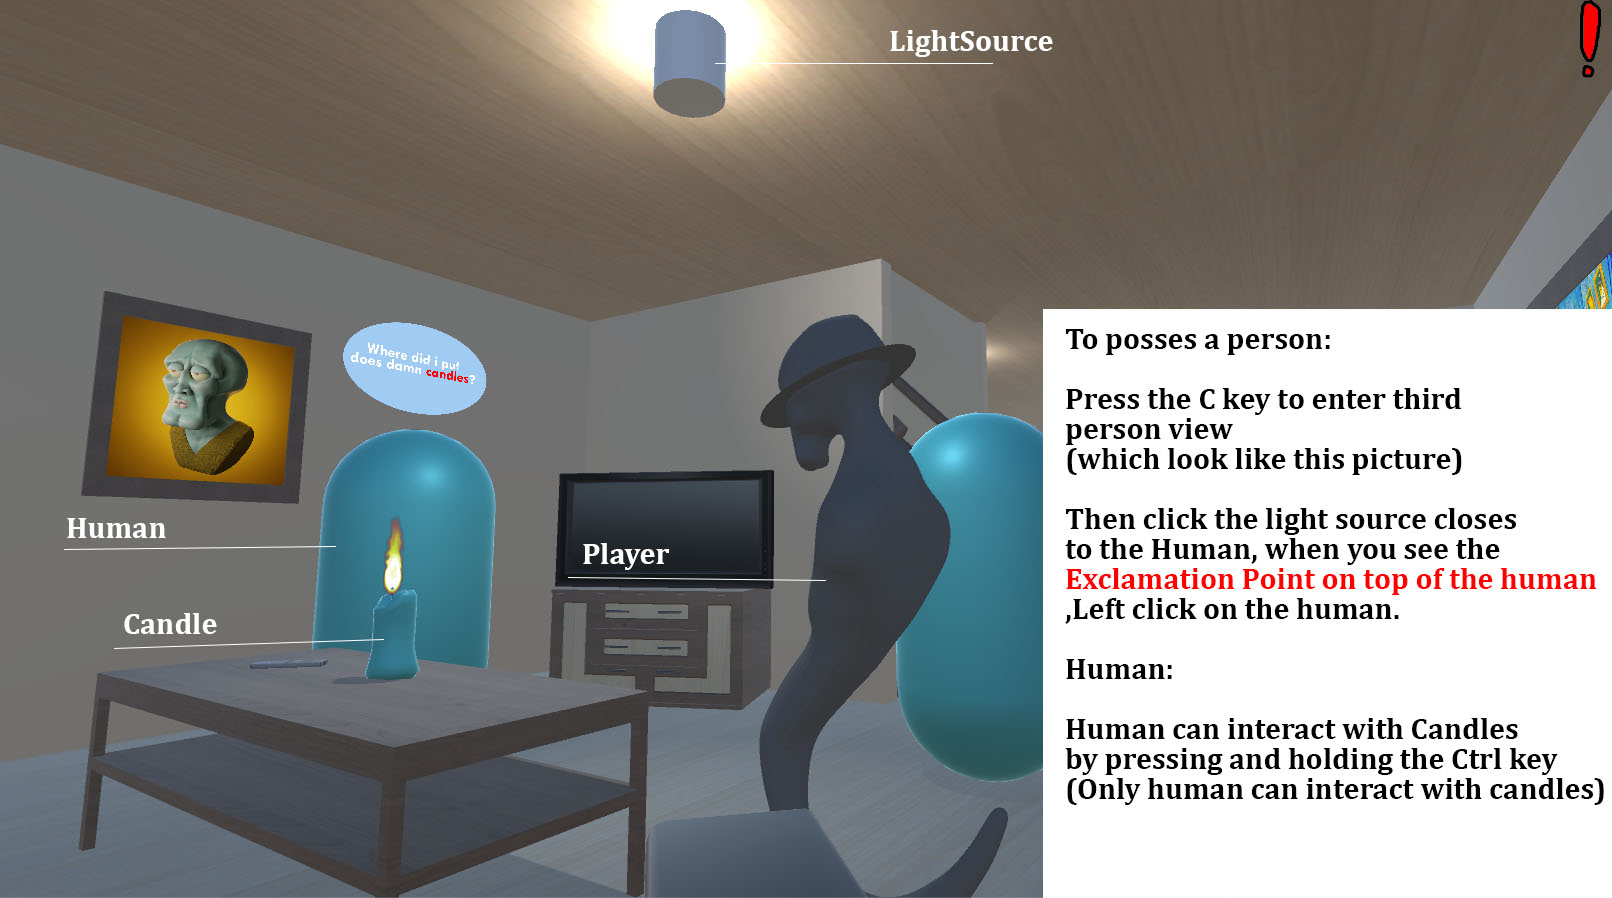 LightSource
Where did i put
does damn candles?
Human
Player
Candle
To posses a person:
Press the C key to enter third
person view
(which look like this picture)
Then click the light source closes
to the Human, when you see the
Exclamation Point on top of the human
,Left click on the human.
Human:
Human can interact with Candles
by pressing and holding the Ctrl key
(Only human can interact with candles)